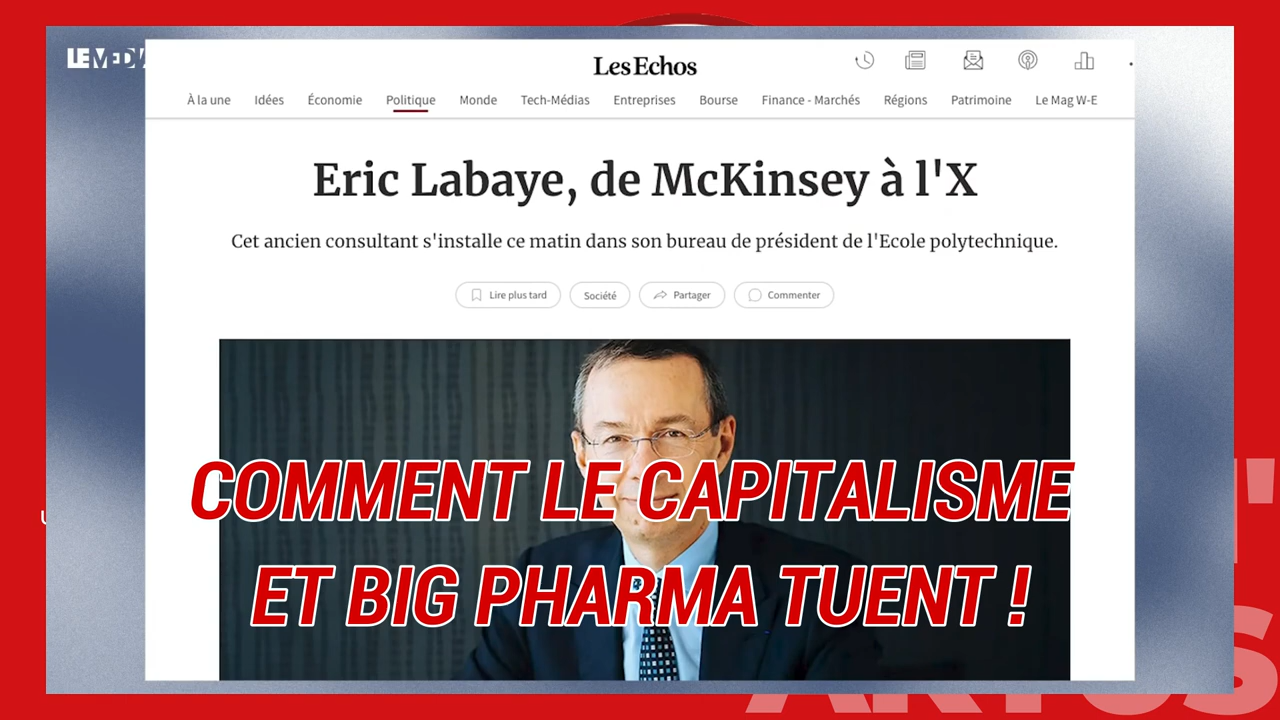 LEMEDIA
Les Echos
À la une Idées Économie Politique Monde Tech-Médias Entreprises Bourse Finance - Marchés Régions Patrimoine Le Mag W-E
Eric Labaye, de McKinsey à l'X
Cet ancien consultant s'installe ce matin dans son bureau de président de l'Ecole polytechnique.
Lire plus tard Société Partager Commenter
COMMENT LE CAPITALISME
ET BIG PHARMA TUENT !